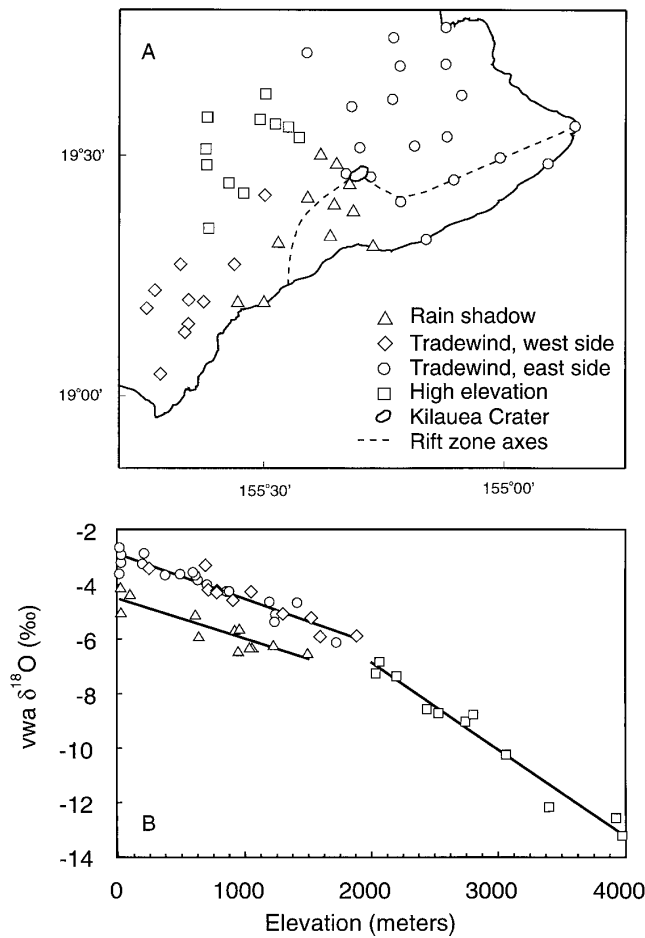 A
19°30'
19°00'
Rain shadow
Tradewind, west side
Tradewind, east side
High elevation
Kilauea Crater
Rift zone axes
155°30' 155°00'
-2
-4
-6
-8
-10
-12
-14
vwa δ¹⁸O (‰)
B
0 1000 2000 3000 4000
Elevation (meters)